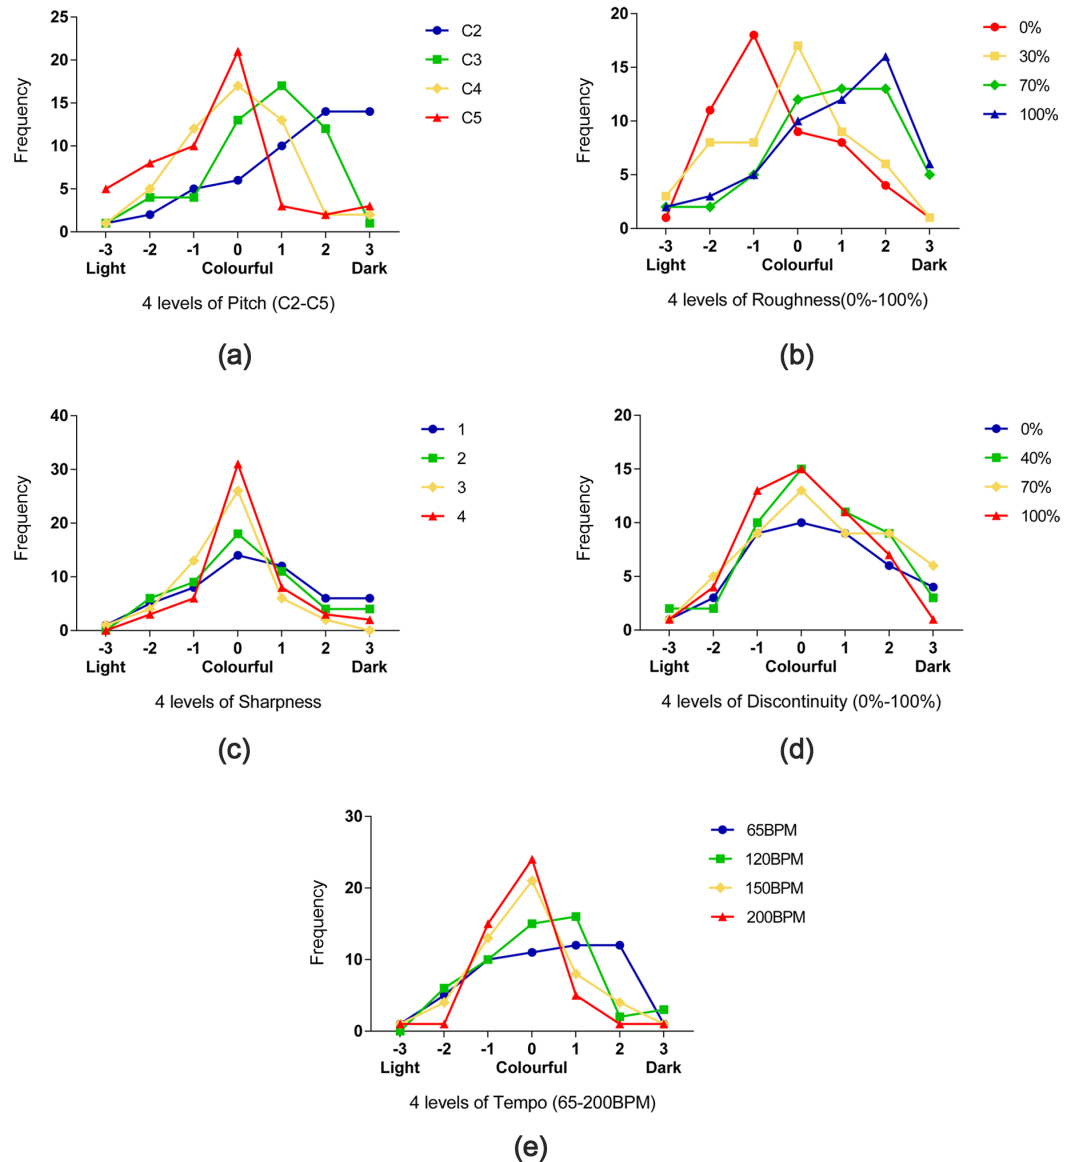 25
20
15
10
5
0
Frequency
-3 -2 -1 0 1 2 3
Light Colourful Dark
4 levels of Pitch (C2-C5)
C2
C3
C4
C5
(a)
20
15
10
5
0
Frequency
-3 -2 -1 0 1 2 3
Light Colourful Dark
4 levels of Roughness(0%-100%)
0%
30%
70%
100%
(b)
40
30
20
10
0
Frequency
-3 -2 -1 0 1 2 3
Light Colourful Dark
4 levels of Sharpness
1
2
3
4
(c)
20
15
10
5
0
Frequency
-3 -2 -1 0 1 2 3
Light Colourful Dark
4 levels of Discontinuity (0%-100%)
0%
40%
70%
100%
(d)
30
20
10
0
Frequency
-3 -2 -1 0 1 2 3
Light Colourful Dark
4 levels of Tempo (65-200BPM)
65BPM
120BPM
150BPM
200BPM
(e)